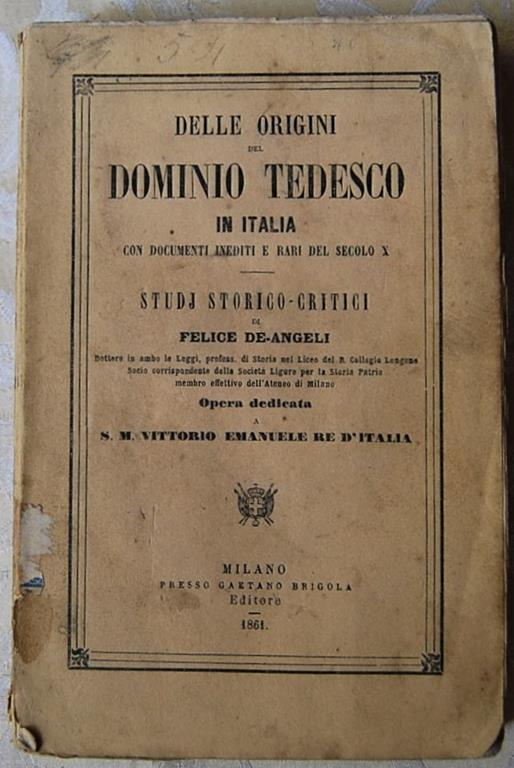 DELLE ORIGINI
DEL
DOMINIO TEDESCO
IN ITALIA
CON DOCUMENTI INEDITI E RARI DEL SECOLO X
STUDJ STORICO-CRITICI
DI
FELICE DE-ANGELI
Dottore in ambo le Leggi, profess. di Storia nel Liceo del R. Collegio Longone
Socio corrispondente della Società Ligure per la Storia Patria
membro effettivo dell'Ateneo di Milano
Opera dedicata
A
S. M. VITTORIO EMANUELE RE D'ITALIA
MILANO
PRESSO GAETANO BRIGOLA
Editore
1861.